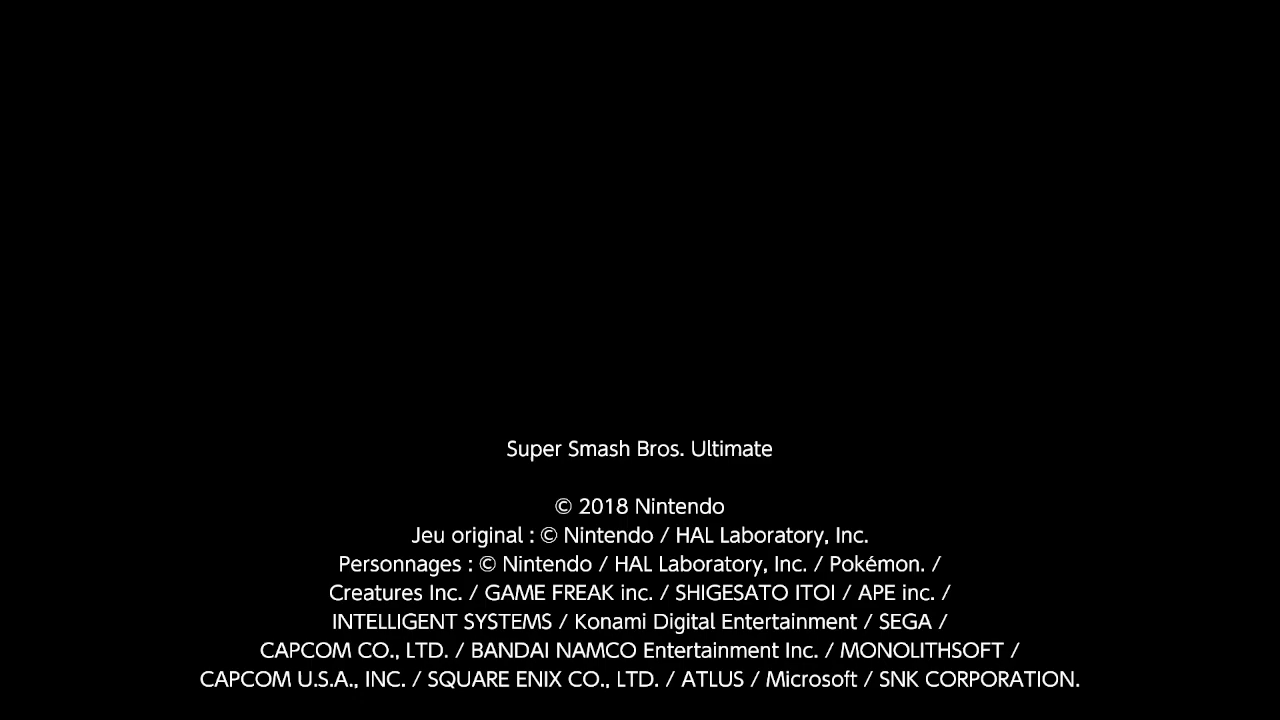 Super Smash Bros. Ultimate
© 2018 Nintendo
Jeu original : © Nintendo / HAL Laboratory, Inc.
Personnages : © Nintendo / HAL Laboratory, Inc. / Pokémon. /
Creatures Inc. / GAME FREAK inc. / SHIGESATO ITOI / APE inc. /
INTELLIGENT SYSTEMS / Konami Digital Entertainment / SEGA /
CAPCOM CO., LTD. / BANDAI NAMCO Entertainment Inc. / MONOLITHSOFT /
CAPCOM U.S.A., INC. / SQUARE ENIX CO., LTD. / ATLUS / Microsoft / SNK CORPORATION.